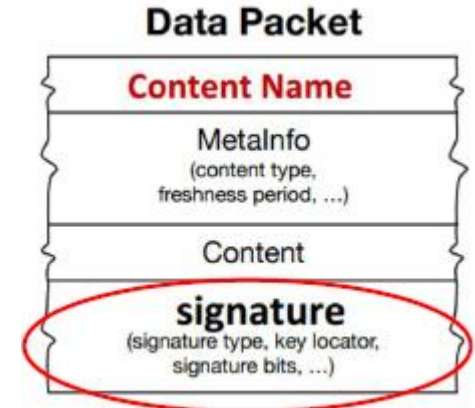 Data Packet
Content Name
MetaInfo
(content type,
freshness period, ...)
Content
signature
(signature type, key locator,
signature bits, ...)